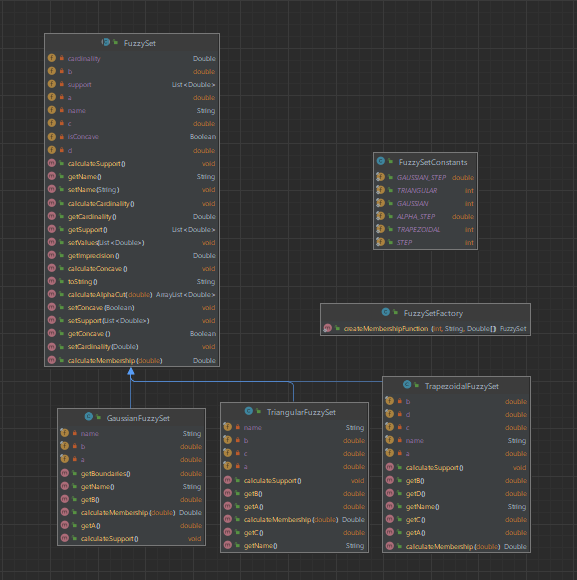 FuzzySet
cardinality Double
b double
support List<Double>
a double
name String
c double
isConcave Boolean
d double
calculateSupport() void
getName() String
setName(String) void
calculateCardinality() void
getCardinality() Double
getSupport() List<Double>
setValues(List<Double>) void
getImprecision() Double
calculateConcave() void
toString() String
calculateAlphaCut(double) ArrayList<Double>
setConcave(Boolean) void
setSupport(List<Double>) void
getConcave() Boolean
setCardinality(Double) void
calculateMembership(double) Double
FuzzySetConstants
GAUSSIAN_STEP double
TRIANGULAR int
GAUSSIAN int
ALPHA_STEP double
TRAPEZOIDAL int
STEP int
FuzzySetFactory
createMembershipFunction(int, String, Double[]) FuzzySet
GaussianFuzzySet
name String
b double
a double
getBoundaries() double
getName() String
getB() double
calculateMembership(double) Double
getA() double
calculateSupport() void
TriangularFuzzySet
name String
b double
c double
a double
calculateSupport() void
getB() double
getA() double
calculateMembership(double) Double
getC() double
getName() String
TrapezoidalFuzzySet
b double
d double
c double
name String
a double
calculateSupport() void
getB() double
getD() double
getName() String
getC() double
getA() double
calculateMembership(double) Double